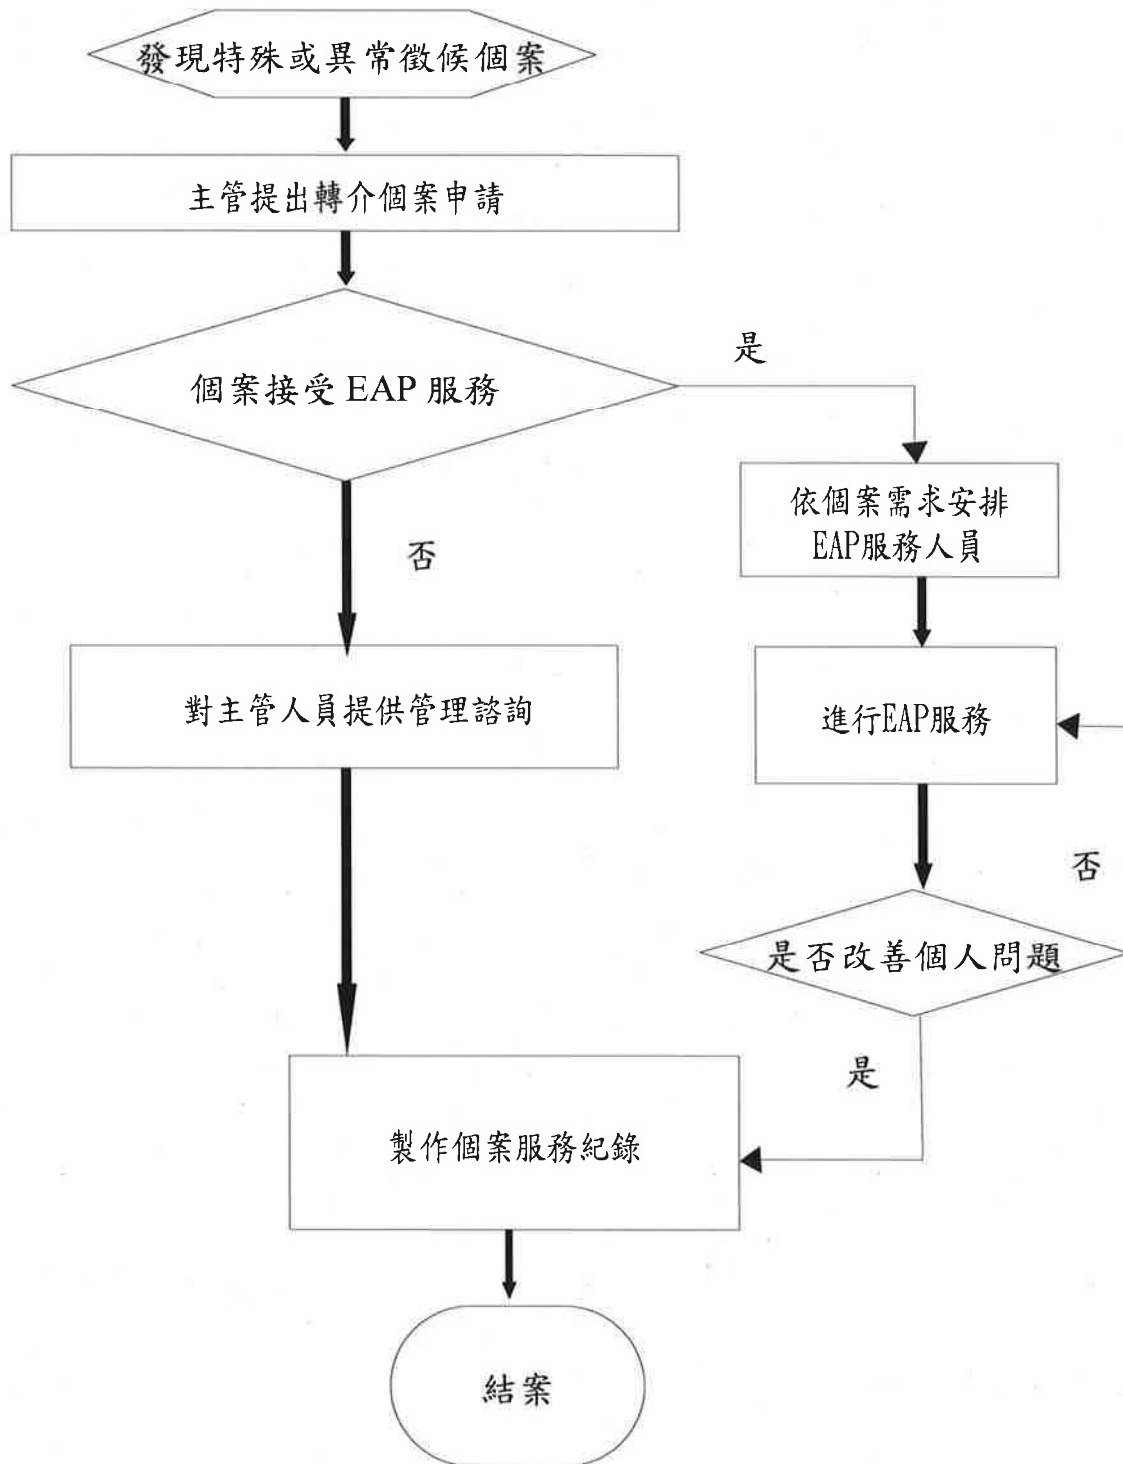 發現特殊或異常徵候個案
主管提出轉介個案申請
個案接受 EAP 服務
是
依個案需求安排
EAP服務人員
否
對主管人員提供管理諮詢
進行EAP服務
否
是否改善個人問題
是
製作個案服務紀錄
結案